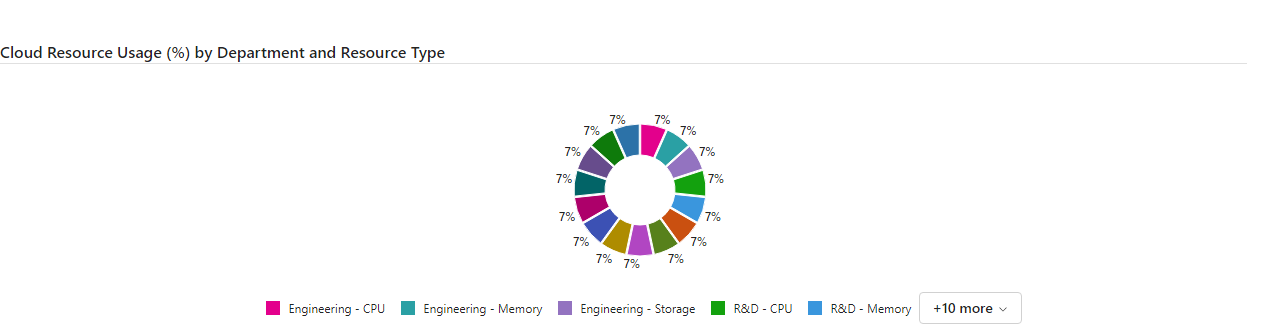 Cloud Resource Usage (%) by Department and Resource Type
7% 7%
7% 7%
7% 7%
7% 7%
7% 7%
7% 7%
7% 7% 7%
Engineering - CPU Engineering - Memory Engineering - Storage R&D - CPU R&D - Memory +10 more